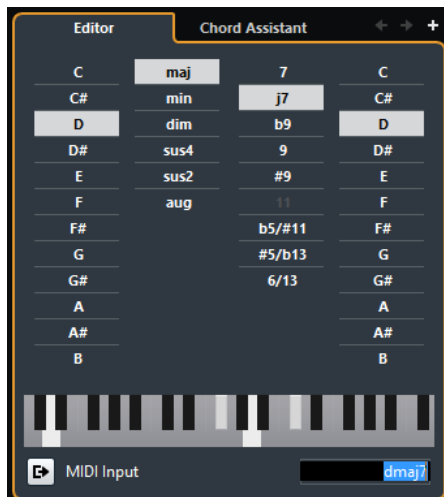 Editor Chord Assistant
C maj 7 C
C# min j7 C#
D dim b9 D
D# sus4 9 D#
E sus2 #9 E
F aug 11 F
F# b5/#11 F#
G #5/b13 G
G# 6/13 G#
A A
A# A#
B B
MIDI Input dmaj7